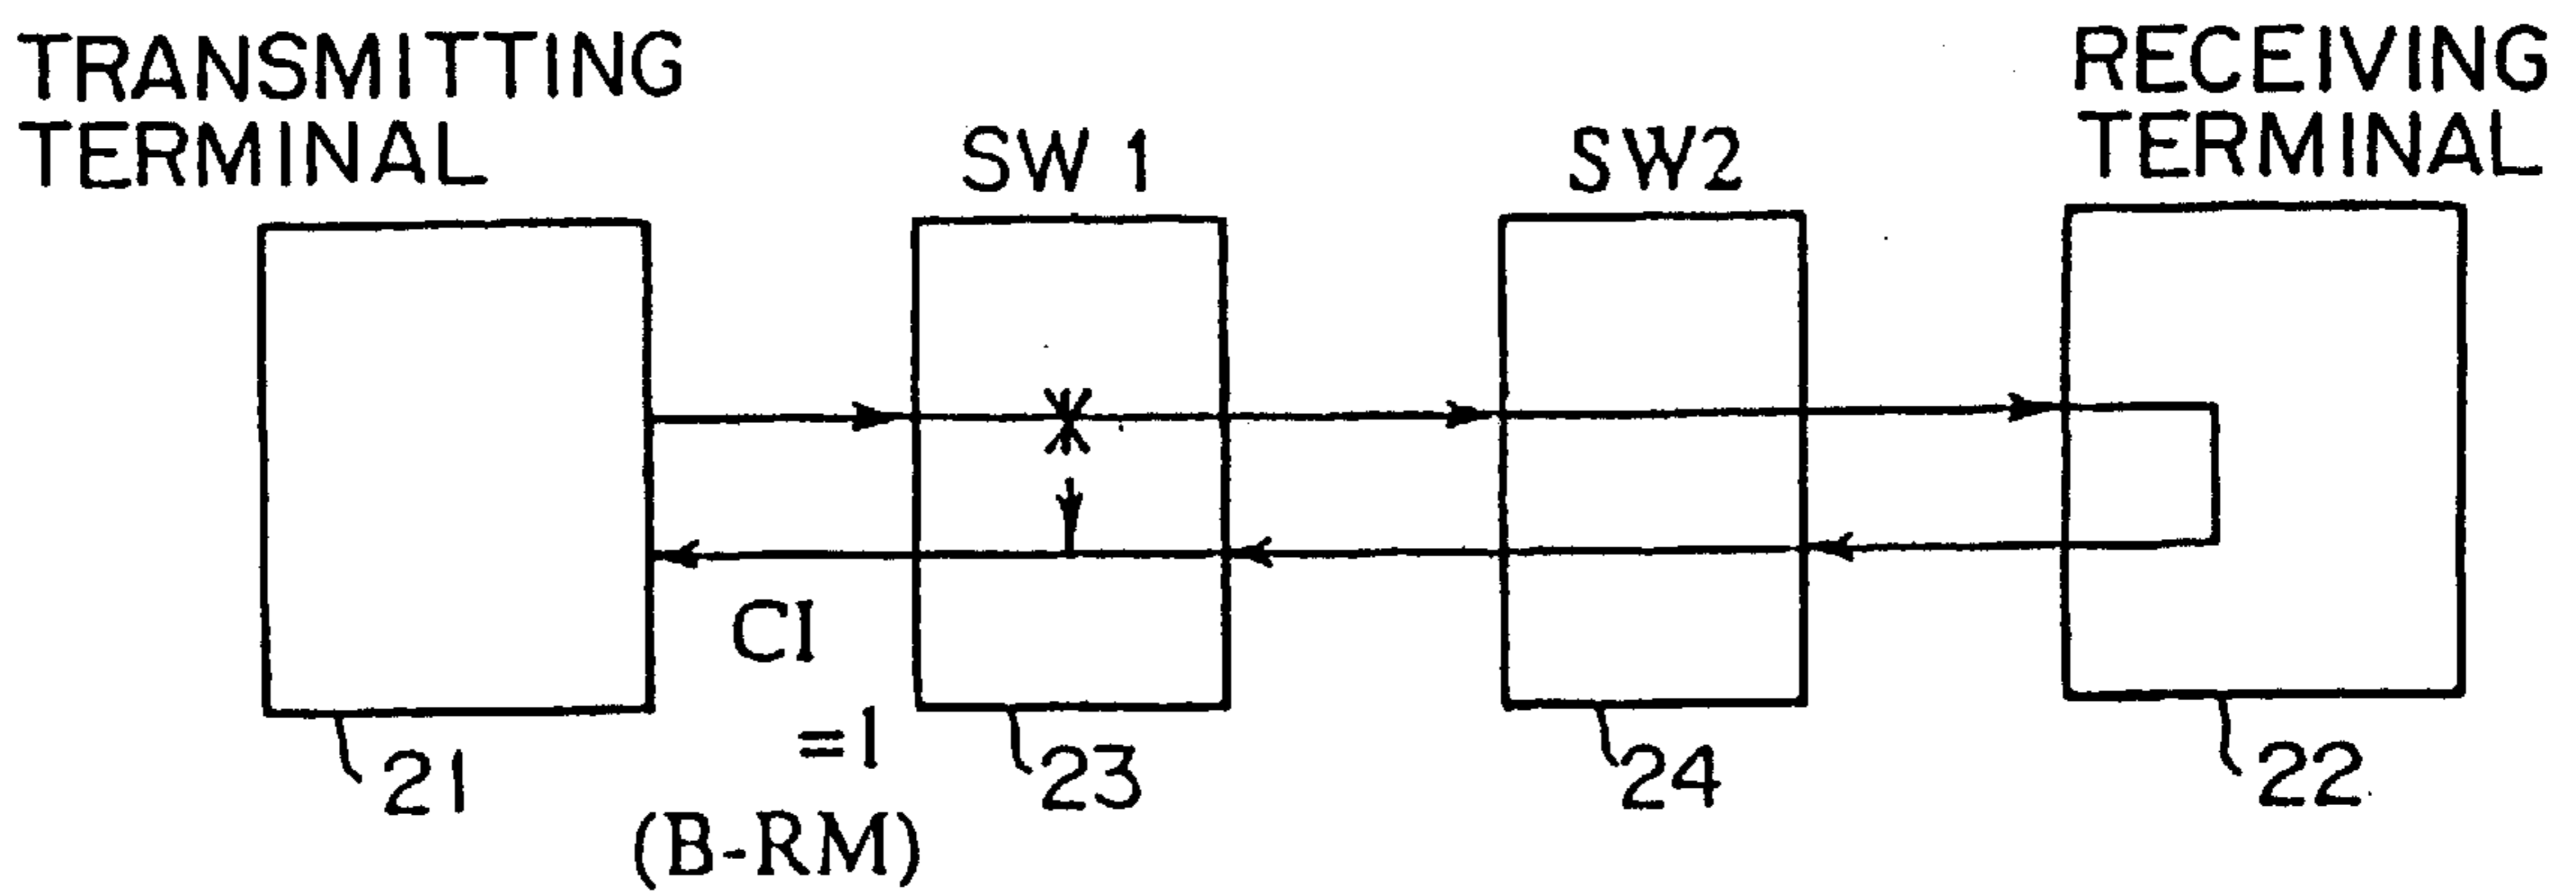 TRANSMITTING
TERMINAL
SW 1
SW2
RECEIVING
TERMINAL
CI
=1
(B-RM)
21
23
24
22